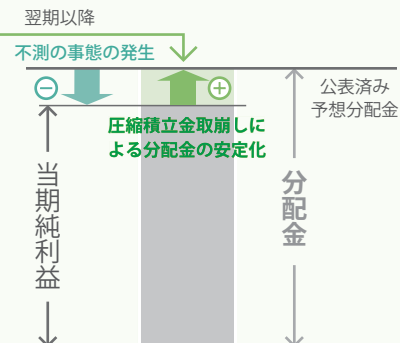 翌期以降
不測の事態の発生
公表済み
予想分配金
圧縮積立金取崩しに
よる分配金の安定化
当期純利益
分配金